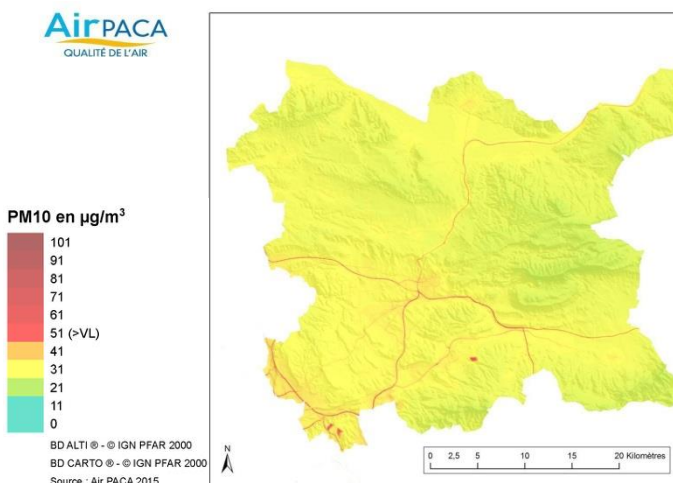 AirPACA
QUALITÉ DE L'AIR
PM10 en µg/m³
101
91
81
71
61
51 (>VL)
41
31
21
11
0
BD ALTI ® - © IGN PFAR 2000
BD CARTO ® - © IGN PFAR 2000
Source : Air PACA 2015
N
0 2,5 5 10 15 20 Kilomètres